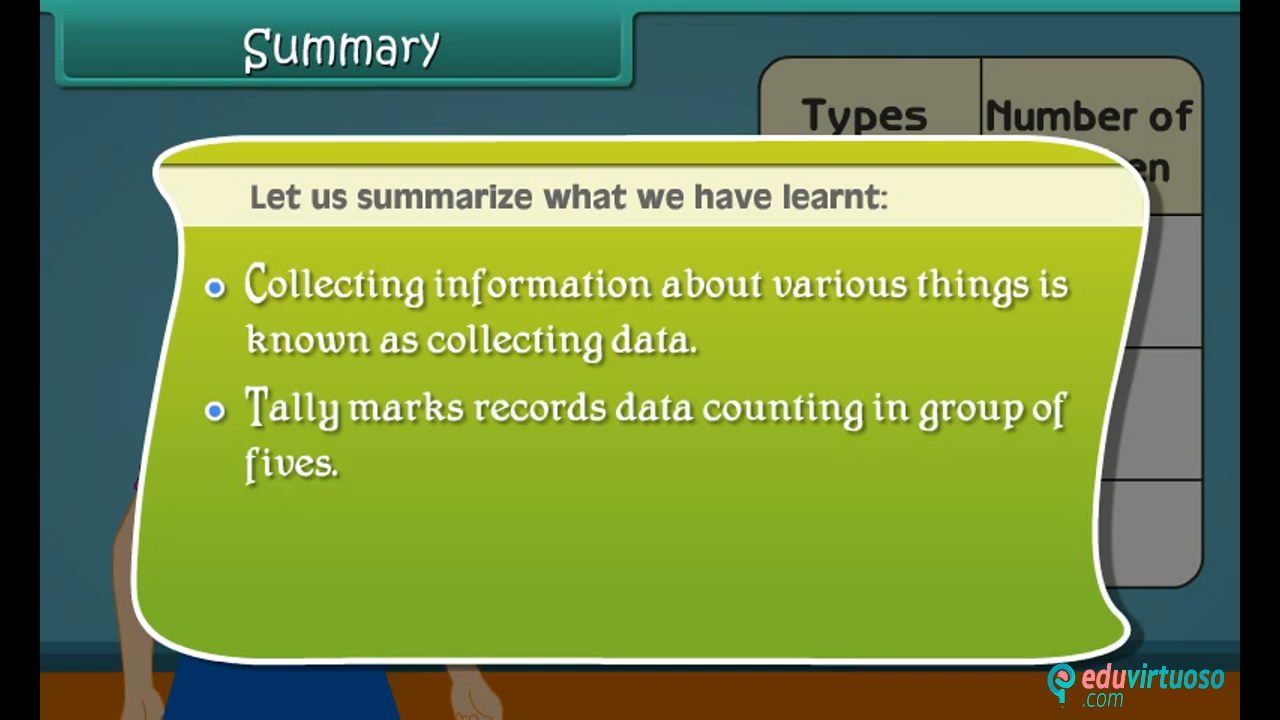 Summary
Types
Number of
en
Let us summarize what we have learnt:
Collecting information about various things is
known as collecting data.
Tally marks records data counting in group of
fives.
eduvirtuoso
.com